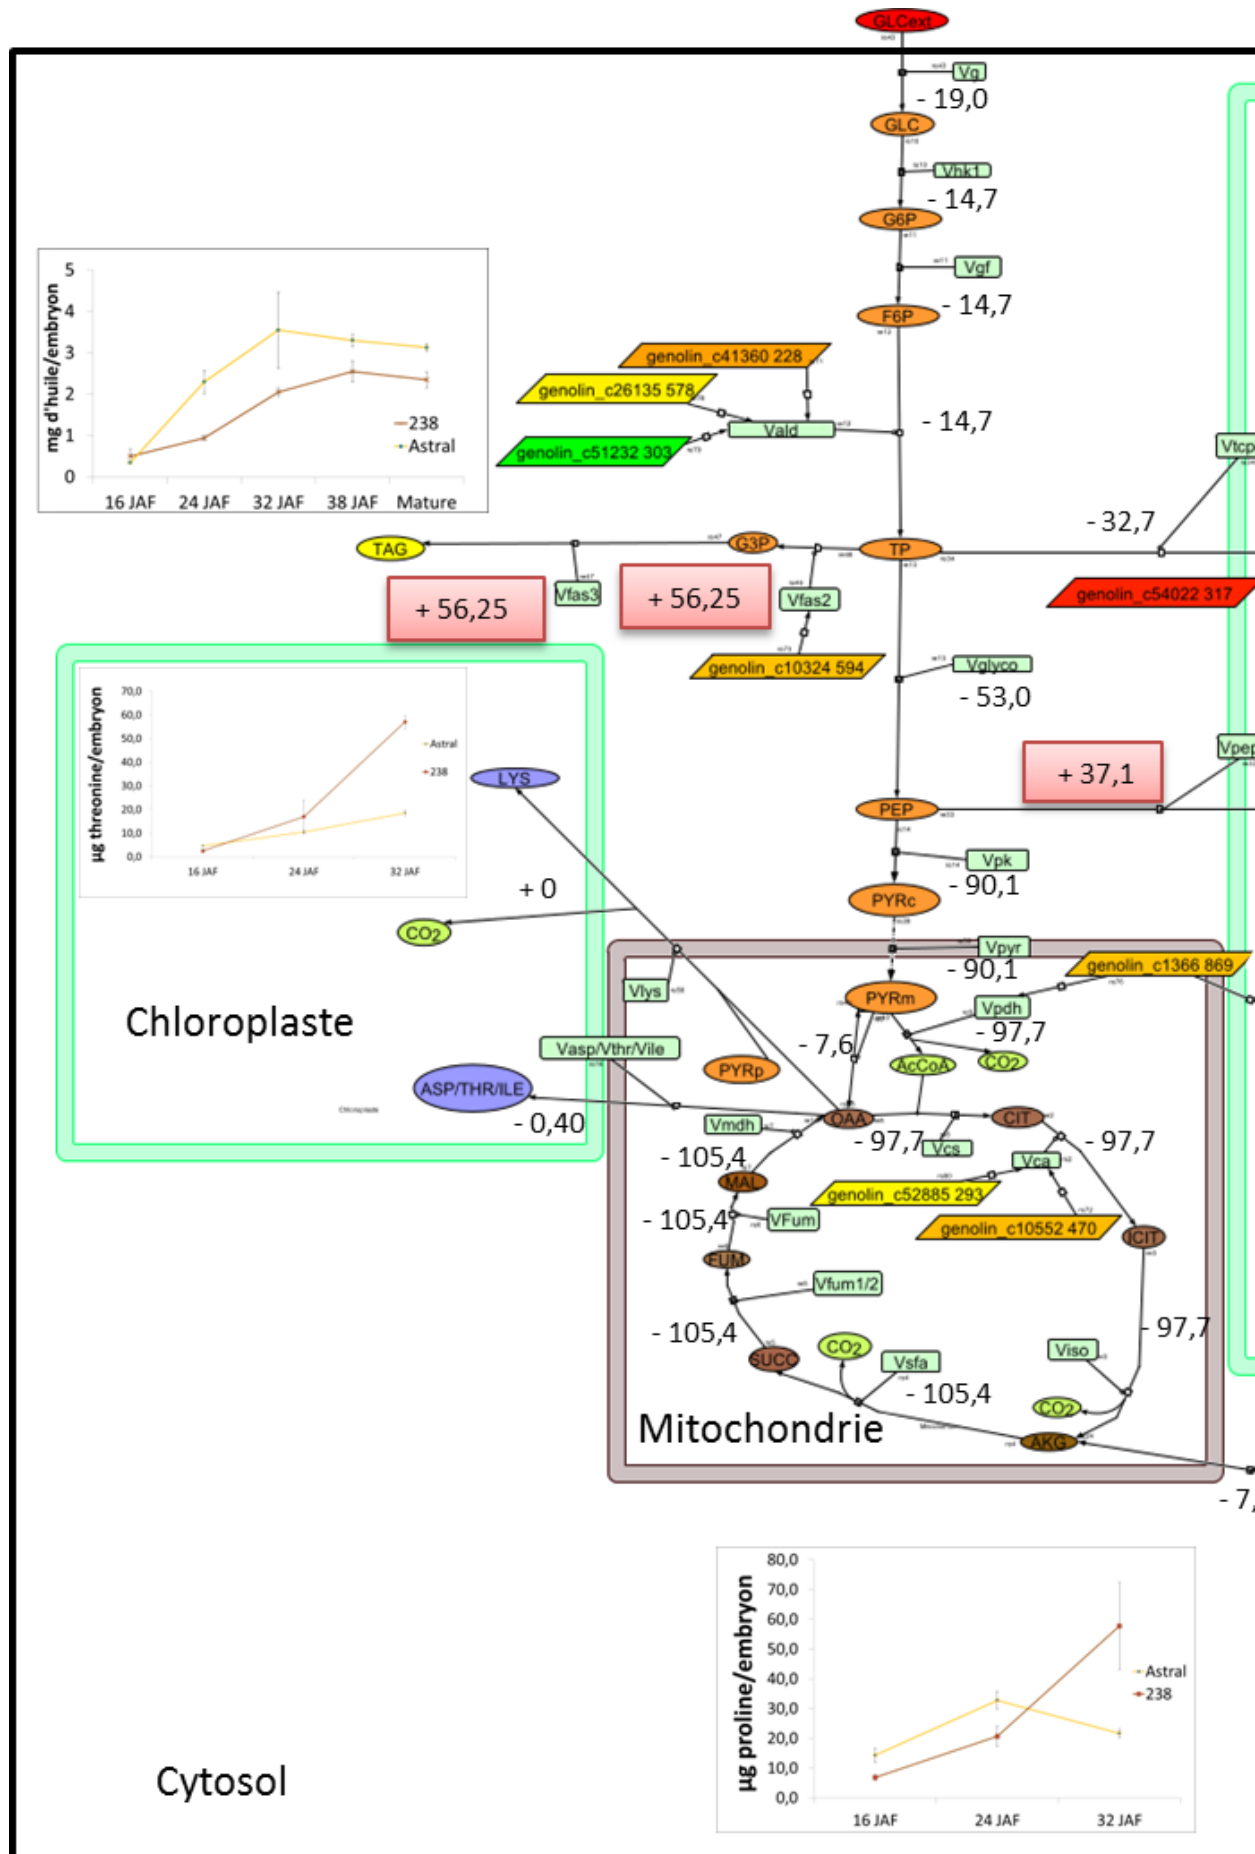 GLCext
Vg
- 19,0
GLC
Vhk1
- 14,7
G6P
Vgf
- 14,7
F6P
mg d'huile/embryon
5
4
3
2
1
0
238
Astral
16 JAF 24 JAF 32 JAF 38 JAF Mature
genolin_c41360 228
genolin_c26135 578
genolin_c51232 303
Vald
- 14,7
Vtcp
- 32,7
TAG
G3P
TP
Vfas3
Vfas2
+ 56,25
+ 56,25
genolin_c54022 317
genolin_c10324 594
Vglyco
- 53,0
µg threonine/embryon
70,0
60,0
50,0
40,0
30,0
20,0
10,0
0,0
Astral
238
16 JAF 24 JAF 32 JAF
LYS
+ 37,1
Vpep
PEP
Vpk
- 90,1
PYRc
+ 0
CO2
Vpyr
- 90,1
genolin_c1366 869
Vlys
PYRm
Vpdh
- 97,7
- 7,6
Chloroplaste
Vasp/Vthr/Vile
PYRp
AcCoA
CO2
ASP/THR/ILE
Chloroplaste
- 0,40
OAA
CIT
Vmdh
- 97,7
Vcs
- 97,7
- 105,4
Vca
MAL
genolin_c52885 293
- 105,4
VFum
genolin_c10552 470
ICIT
FUM
Vfum1/2
- 105,4
- 97,7
CO2
SUCC
Vsfa
Viso
- 105,4
CO2
Mitochondrie
AKG
- 7,
µg proline/embryon
80,0
70,0
60,0
50,0
40,0
30,0
20,0
10,0
0,0
Astral
238
16 JAF 24 JAF 32 JAF
Cytosol